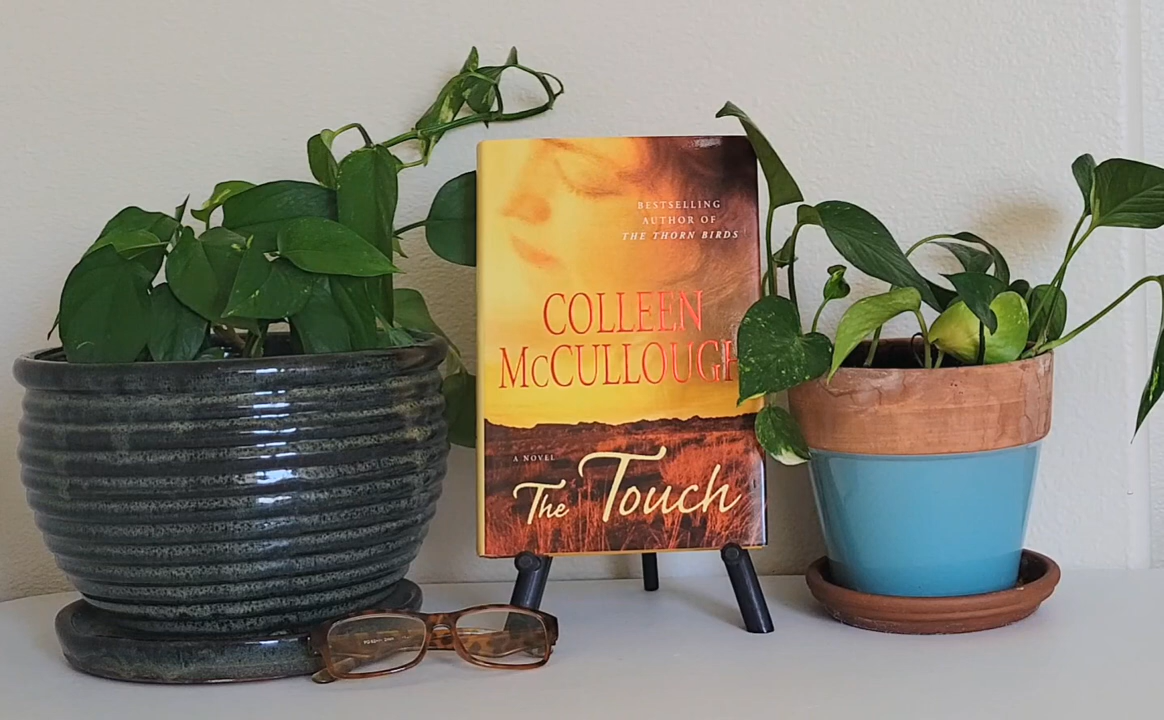 BESTSELLING
AUTHOR OF
THE THORN BIRDS
COLLEEN
McCULLOUGH
A NOVEL
The Touch